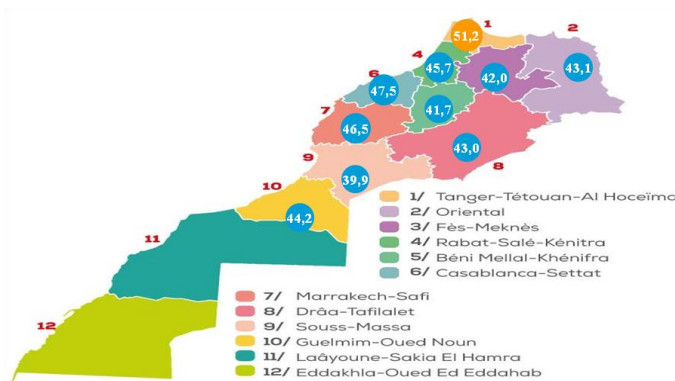 1
2
51,2
4
45,7
42,0
43,1
6
47,5
41,7
7
46,5
43,0
8
9
39,9
10
44,2
11
12
1/ Tanger-Tétouan-Al Hoceïma
2/ Oriental
3/ Fès-Meknès
4/ Rabat-Salé-Kénitra
5/ Béni Mellal-Khénifra
6/ Casablanca-Settat
7/ Marrakech-Safi
8/ Drâa-Tafilalet
9/ Souss-Massa
10/ Guelmim-Oued Noun
11/ Laâyoune-Sakia El Hamra
12/ Eddakhla-Oued Ed Eddahab